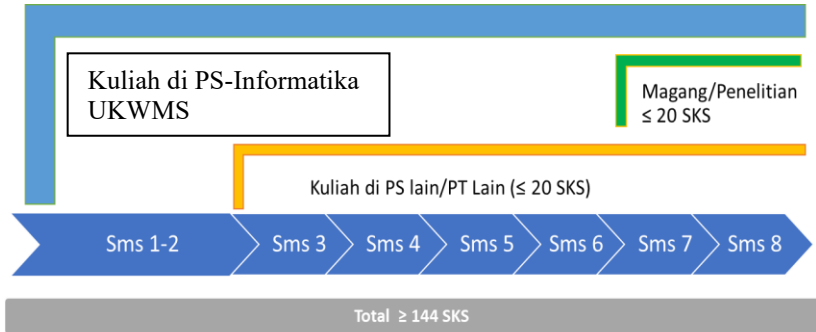 Kuliah di PS-Informatika
UKWMS
Magang/Penelitian
≤ 20 SKS
Kuliah di PS lain/PT Lain (≤ 20 SKS)
Sms 1-2
Sms 3
Sms 4
Sms 5
Sms 6
Sms 7
Sms 8
Total ≥ 144 SKS